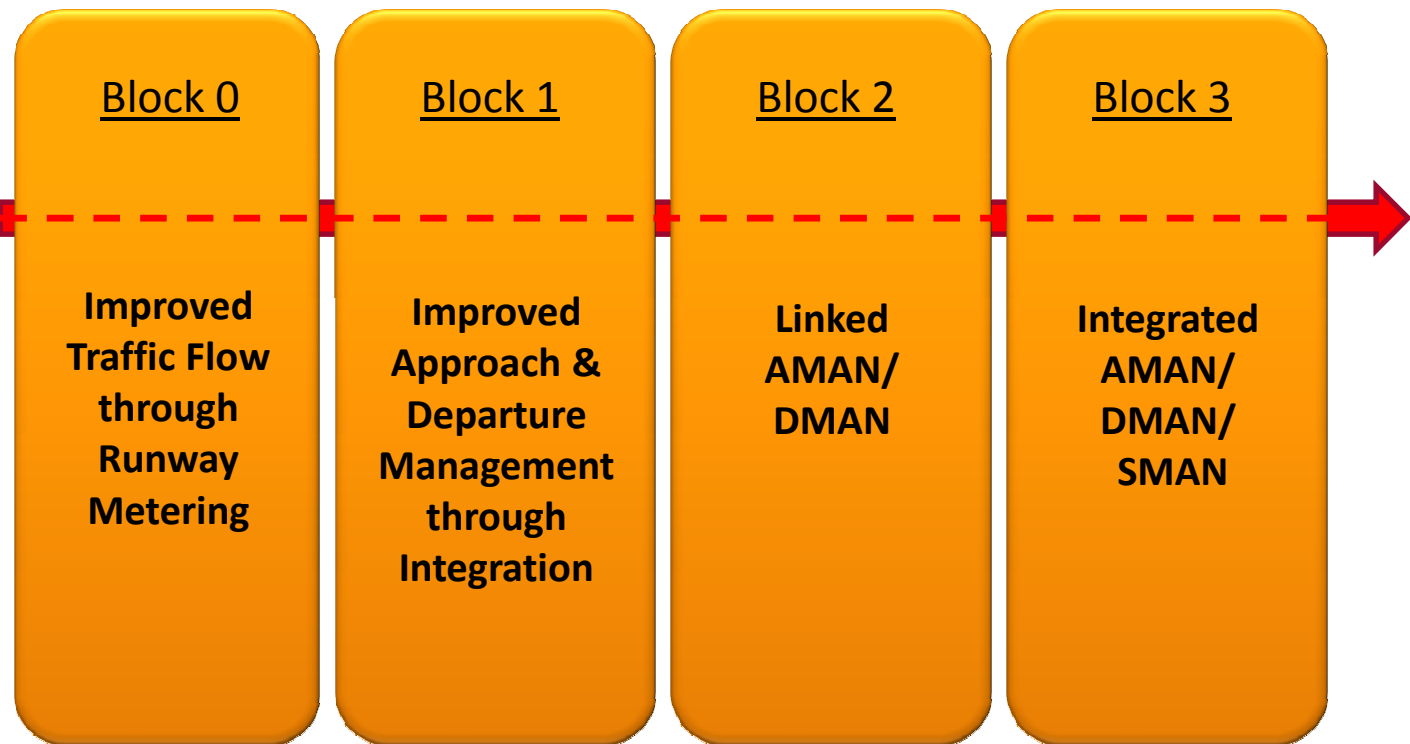 Block 0
Improved
Traffic Flow
through
Runway
Metering
Block 1
Improved
Approach &
Departure
Management
through
Integration
Block 2
Linked
AMAN/
DMAN
Block 3
Integrated
AMAN/
DMAN/
SMAN